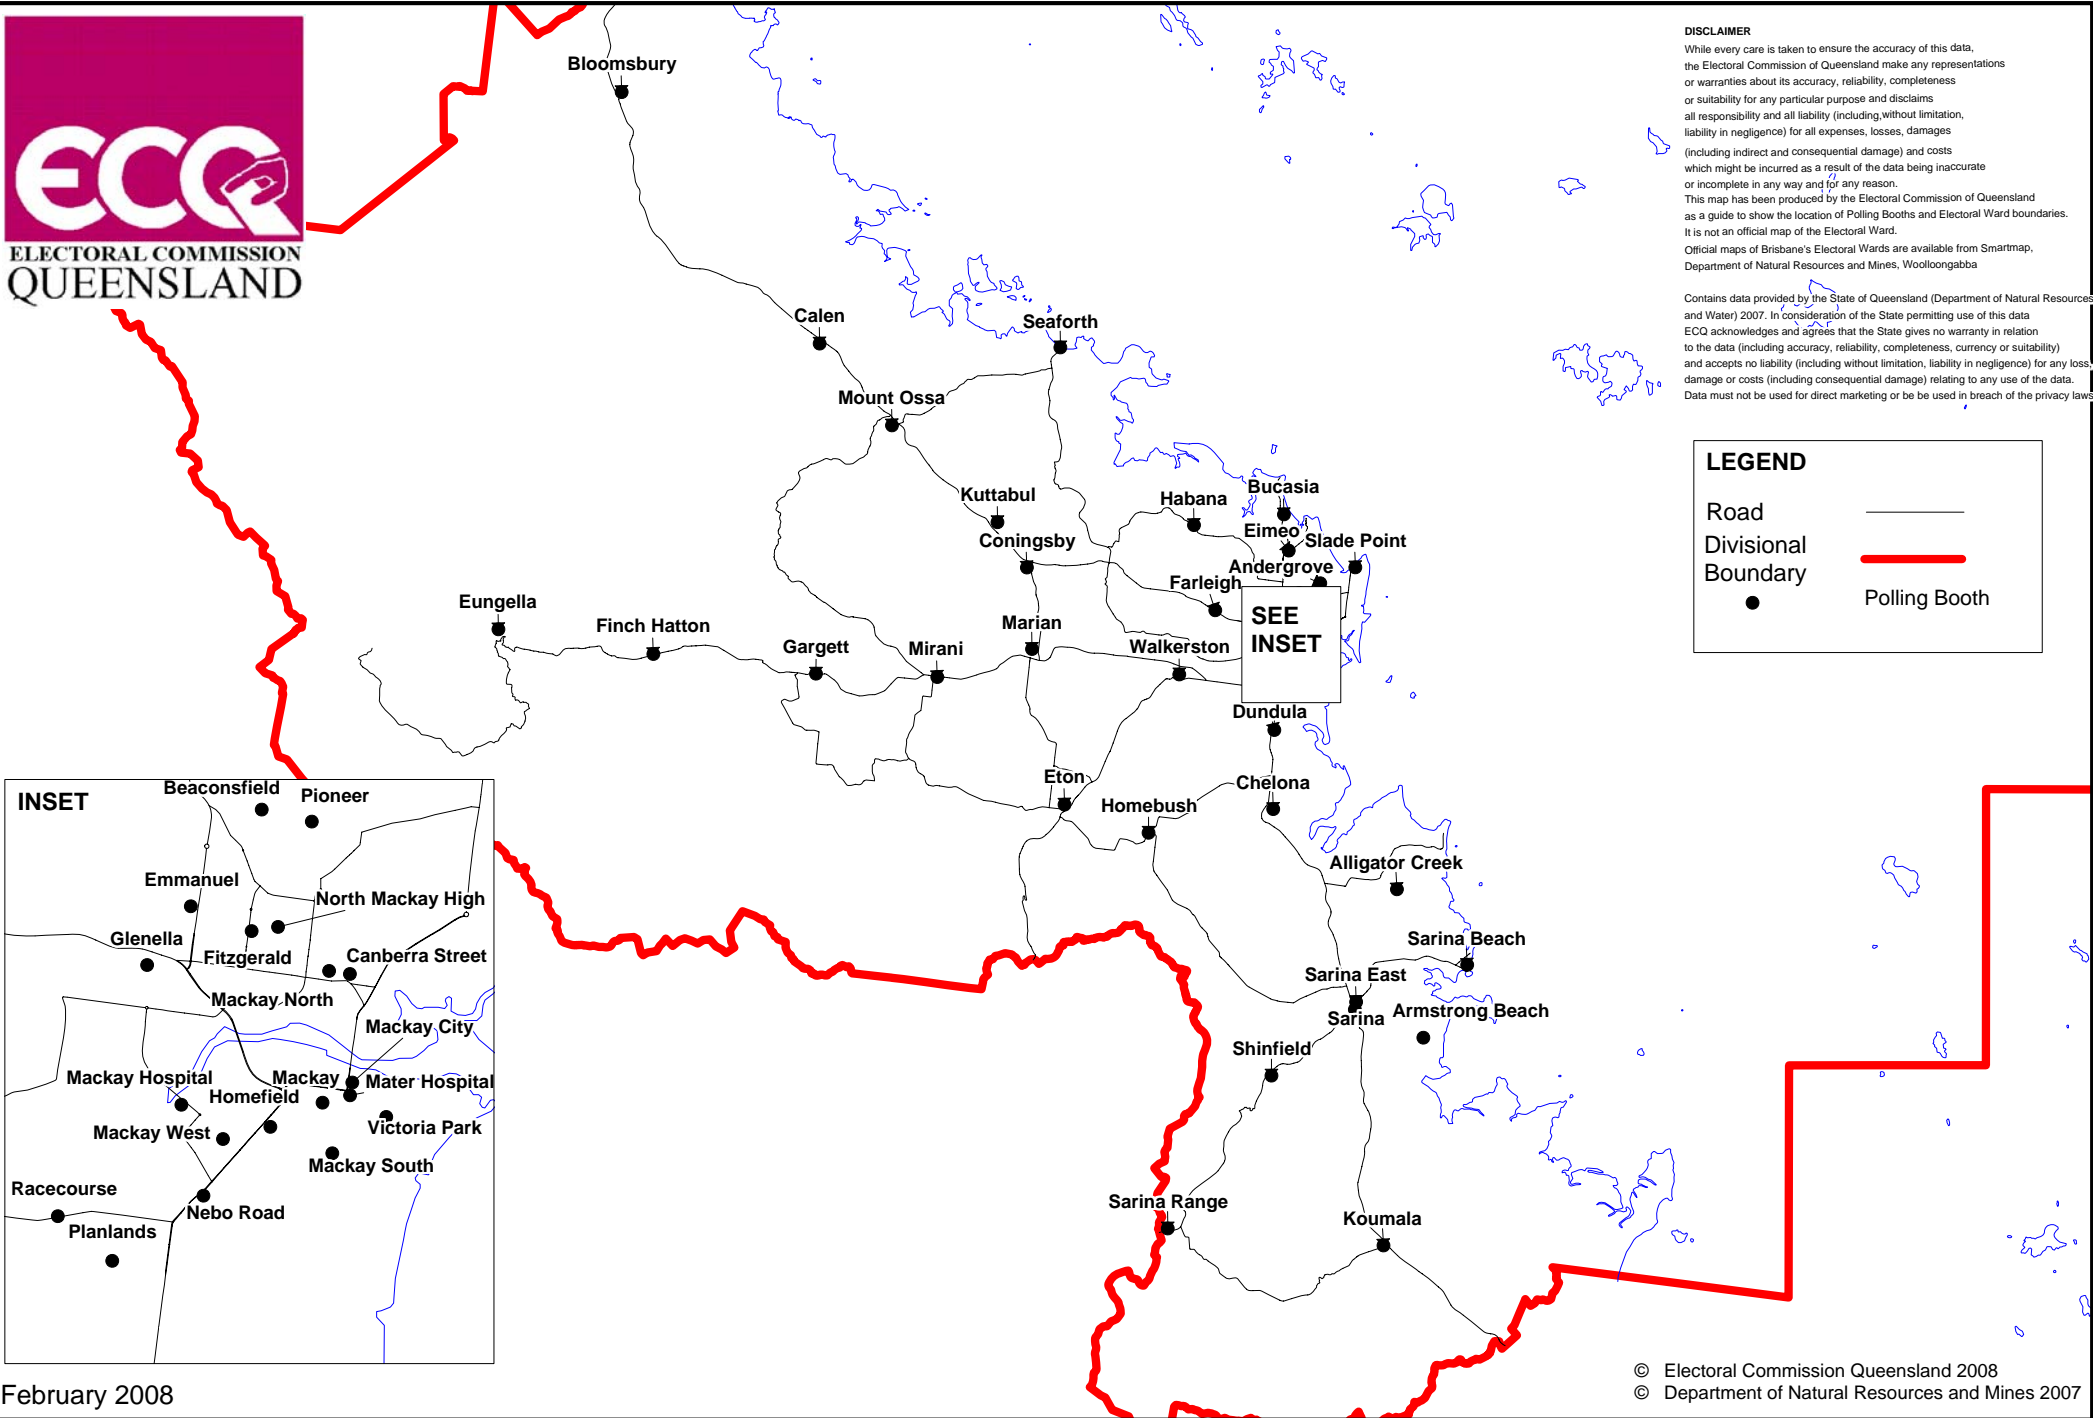 ECQ
ELECTORAL COMMISSION
QUEENSLAND
DISCLAIMER
While every care is taken to ensure the accuracy of this data,
the Electoral Commission of Queensland make any representations
or warranties about its accuracy, reliability, completeness
or suitability for any particular purpose and disclaims
all responsibility and all liability (including,without limitation,
liability in negligence) for all expenses, losses, damages
(including indirect and consequential damage) and costs
which might be incurred as a result of the data being inaccurate
or incomplete in any way and for any reason.
This map has been produced by the Electoral Commission of Queensland
as a guide to show the location of Polling Booths and Electoral Ward boundaries.
It is not an official map of the Electoral Ward.
Official maps of Brisbane's Electoral Wards are available from Smartmap,
Department of Natural Resources and Mines, Woolloongabba
Contains data provided by the State of Queensland (Department of Natural Resources
and Water) 2007. In consideration of the State permitting use of this data
ECQ acknowledges and agrees that the State gives no warranty in relation
to the data (including accuracy, reliability, completeness, currency or suitability)
and accepts no liability (including without limitation, liability in negligence) for any loss,
damage or costs (including consequential damage) relating to any use of the data.
Data must not be used for direct marketing or be be used in breach of the privacy laws
LEGEND
Road
Divisional
Boundary
Polling Booth
Bloomsbury
Calen
Seaforth
Mount Ossa
Kuttabul
Habana
Bucasia
Eimeo
Coningsby
Slade Point
Andergrove
Farleigh
Eungella
Finch Hatton
Gargett
Mirani
Marian
Walkerston
SEE
INSET
Dundula
Eton
Chelona
Homebush
Alligator Creek
Sarina Beach
Sarina East
Armstrong Beach
Sarina
Shinfield
Sarina Range
Koumala
INSET
Beaconsfield
Pioneer
Emmanuel
North Mackay High
Glenella
Fitzgerald
Canberra Street
Mackay North
Mackay City
Mackay Hospital
Mackay
Mater Hospital
Homefield
Mackay West
Victoria Park
Mackay South
Racecourse
Nebo Road
Planlands
February 2008
© Electoral Commission Queensland 2008
© Department of Natural Resources and Mines 2007